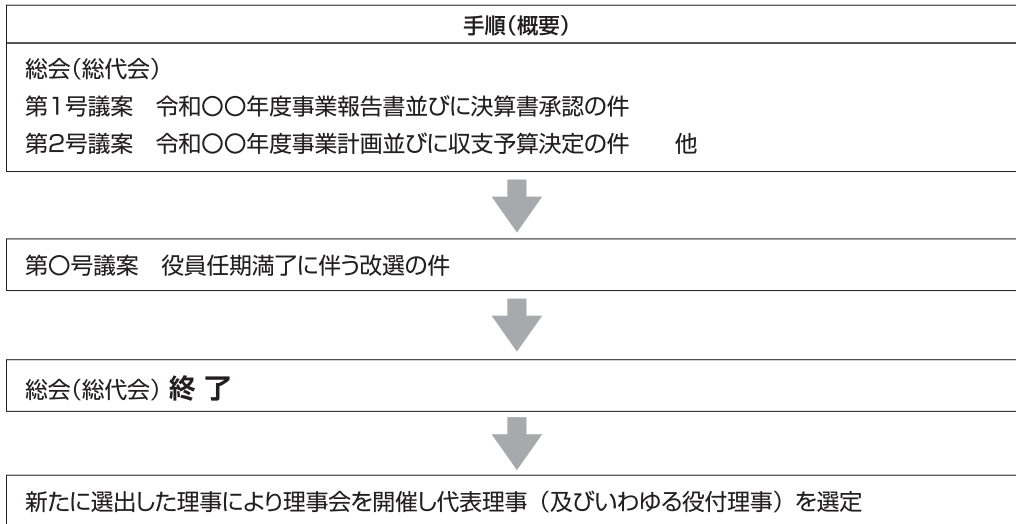 手順(概要)
総会(総代会)
第1号議案　令和〇〇年度事業報告書並びに決算書承認の件
第2号議案　令和〇〇年度事業計画並びに収支予算決定の件　　他
第〇号議案　役員任期満了に伴う改選の件
総会(総代会) 終 了
新たに選出した理事により理事会を開催し代表理事（及びいわゆる役付理事）を選定